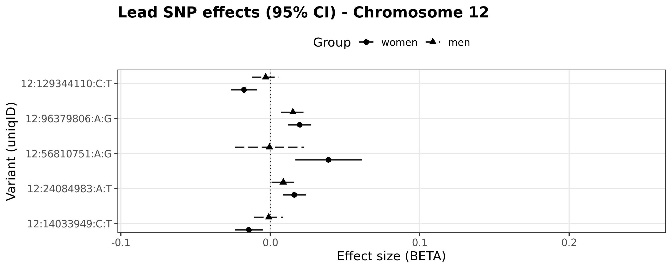 Lead SNP effects (95% CI) - Chromosome 12
Group women men
Variant (uniqID)
12:129344110:C:T
12:96379806:A:G
12:56810751:A:G
12:24084983:A:T
12:14033949:C:T
-0.1 0.0 0.1 0.2
Effect size (BETA)